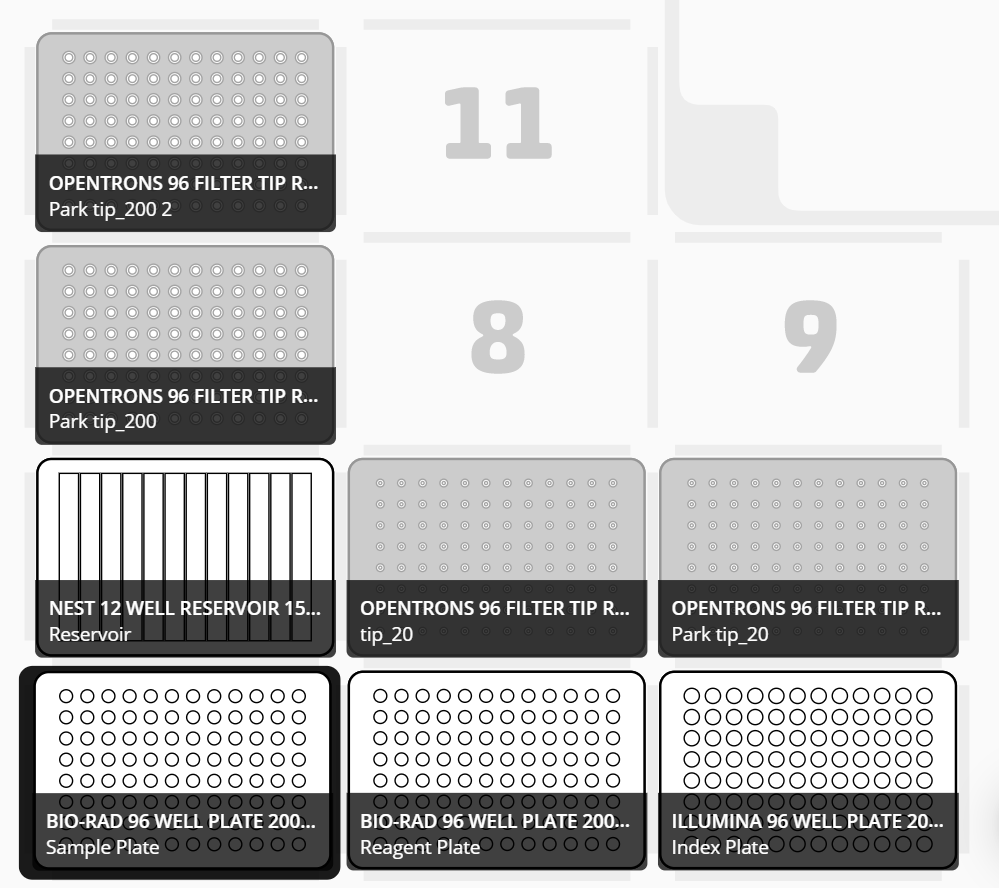 OPENTRONS 96 FILTER TIP R...
Park tip_200 2
11
OPENTRONS 96 FILTER TIP R...
Park tip_200
8
9
NEST 12 WELL RESERVOIR 15...
Reservoir
OPENTRONS 96 FILTER TIP R...
tip_20
OPENTRONS 96 FILTER TIP R...
Park tip_20
BIO-RAD 96 WELL PLATE 200...
Sample Plate
BIO-RAD 96 WELL PLATE 200...
Reagent Plate
ILLUMINA 96 WELL PLATE 20...
Index Plate